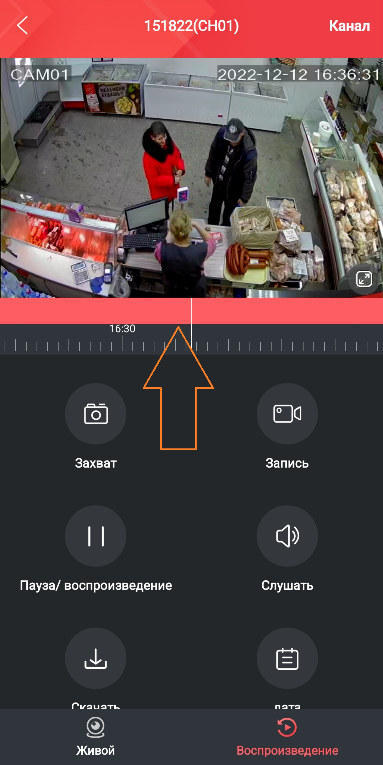 151822(CH01)
Канал
CAM01
2022-12-12 16:36:31
16:30
Захват
Запись
Пауза/ воспроизведение
Слушать
Скачать
дата
Живой
Воспроизведение